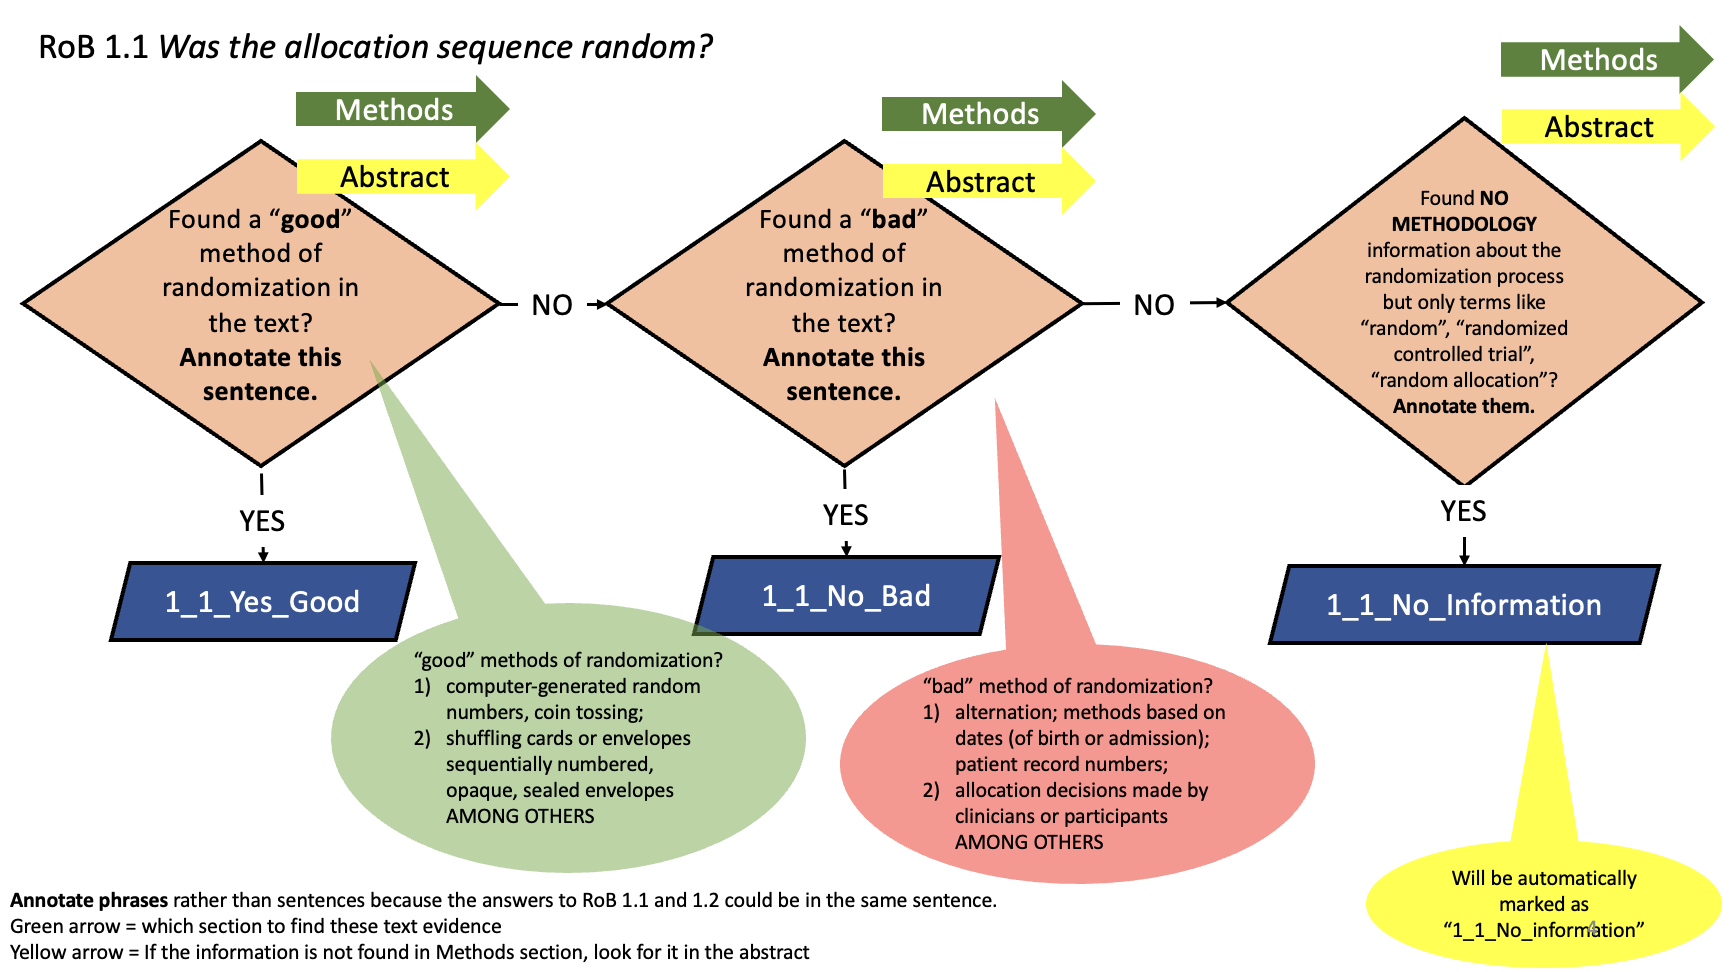 RoB 1.1 Was the allocation sequence random?
Methods
Abstract
Found a “good”
method of
randomization in
the text?
Annotate this
sentence.
NO
YES
1_1_Yes_Good
“good” methods of randomization?
1) computer-generated random
numbers, coin tossing;
2) shuffling cards or envelopes
sequentially numbered,
opaque, sealed envelopes
AMONG OTHERS
Methods
Abstract
Found a “bad”
method of
randomization in
the text?
Annotate this
sentence.
NO
YES
1_1_No_Bad
“bad” method of randomization?
1) alternation; methods based on
dates (of birth or admission);
patient record numbers;
2) allocation decisions made by
clinicians or participants
AMONG OTHERS
Methods
Abstract
Found NO
METHODOLOGY
information about the
randomization process
but only terms like
“random”, “randomized
controlled trial”,
“random allocation”?
Annotate them.
YES
1_1_No_Information
Will be automatically
marked as
“1_1_No_information”
4
Annotate phrases rather than sentences because the answers to RoB 1.1 and 1.2 could be in the same sentence.
Green arrow = which section to find these text evidence
Yellow arrow = If the information is not found in Methods section, look for it in the abstract